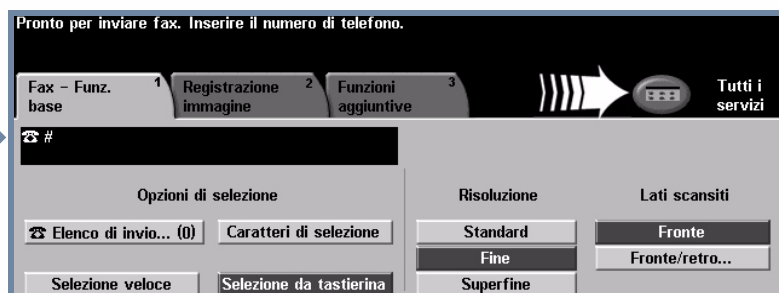 Pronto per inviare fax. Inserire il numero di telefono.
Fax - Funz. base 1
Registrazione immagine 2
Funzioni aggiuntive 3
Tutti i servizi
☎ #
Opzioni di selezione
☎ Elenco di invio... (0)
Caratteri di selezione
Selezione veloce
Selezione da tastierina
Risoluzione
Standard
Fine
Superfine
Lati scansiti
Fronte
Fronte/retro...